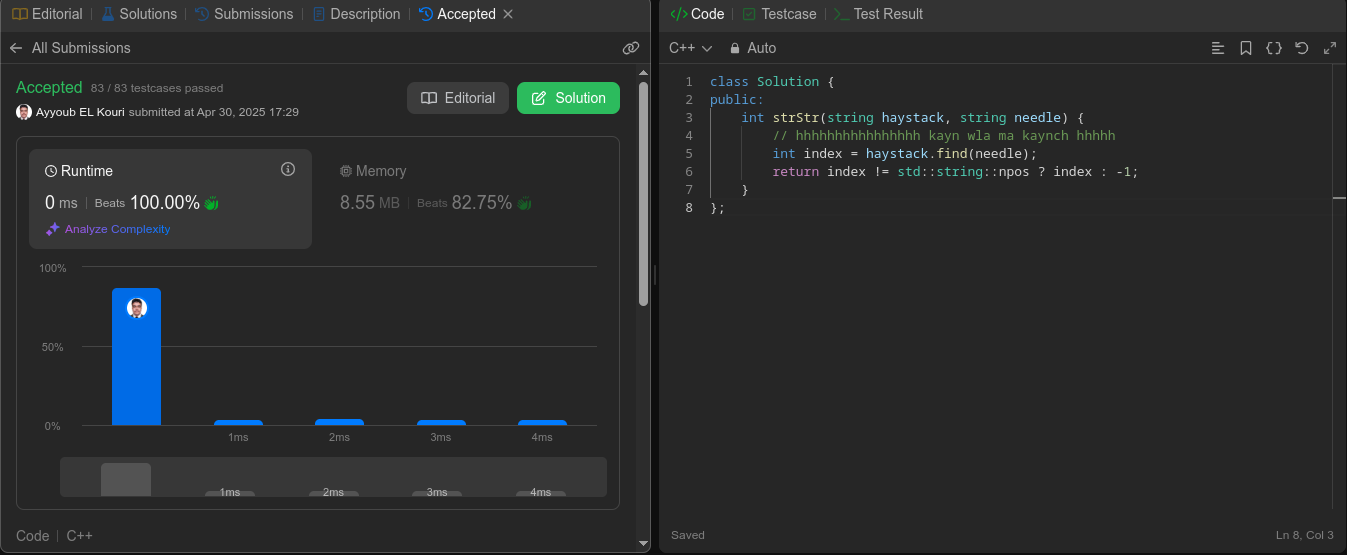 Editorial | Solutions | Submissions | Description | Accepted
All Submissions
Accepted 83 / 83 testcases passed
Ayyoub EL Kouri submitted at Apr 30, 2025 17:29
Editorial
Solution
Runtime
0 ms | Beats 100.00%
Analyze Complexity
Memory
8.55 MB | Beats 82.75%
100%
50%
0%
1ms 2ms 3ms 4ms
1ms 2ms 3ms 4ms
Code | C++
</> Code | Testcase | >_ Test Result
C++ Auto
1 class Solution {
2 public:
3     int strStr(string haystack, string needle) {
4         // hhhhhhhhhhhhhhhh kayn wla ma kaynch hhhhh
5         int index = haystack.find(needle);
6         return index != std::string::npos ? index : -1;
7     }
8 };
Saved
Ln 8, Col 3